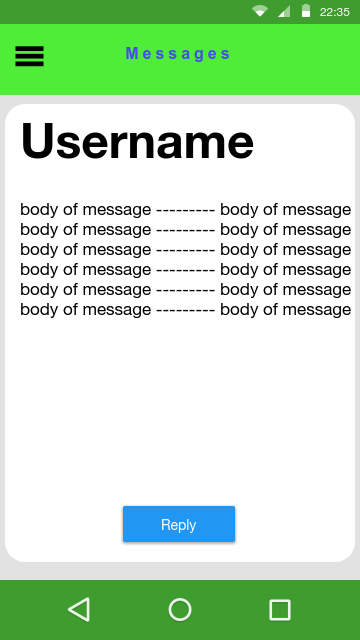 22:35
Messages
Username
body of message --------- body of message
body of message --------- body of message
body of message --------- body of message
body of message --------- body of message
body of message --------- body of message
body of message --------- body of message
Reply